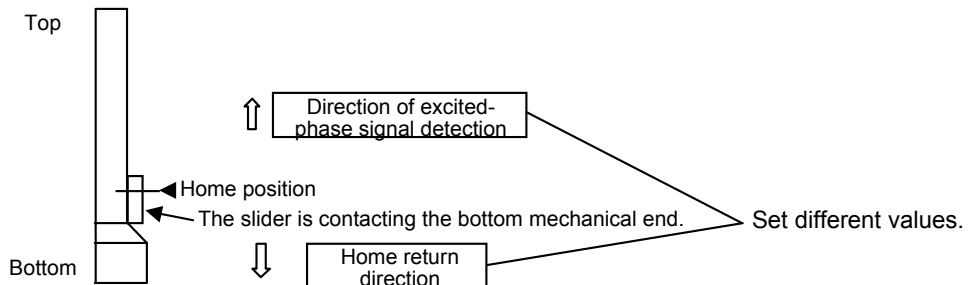 Top
Direction of excited-
phase signal detection
Home position
The slider is contacting the bottom mechanical end.
Set different values.
Bottom
Home return
direction